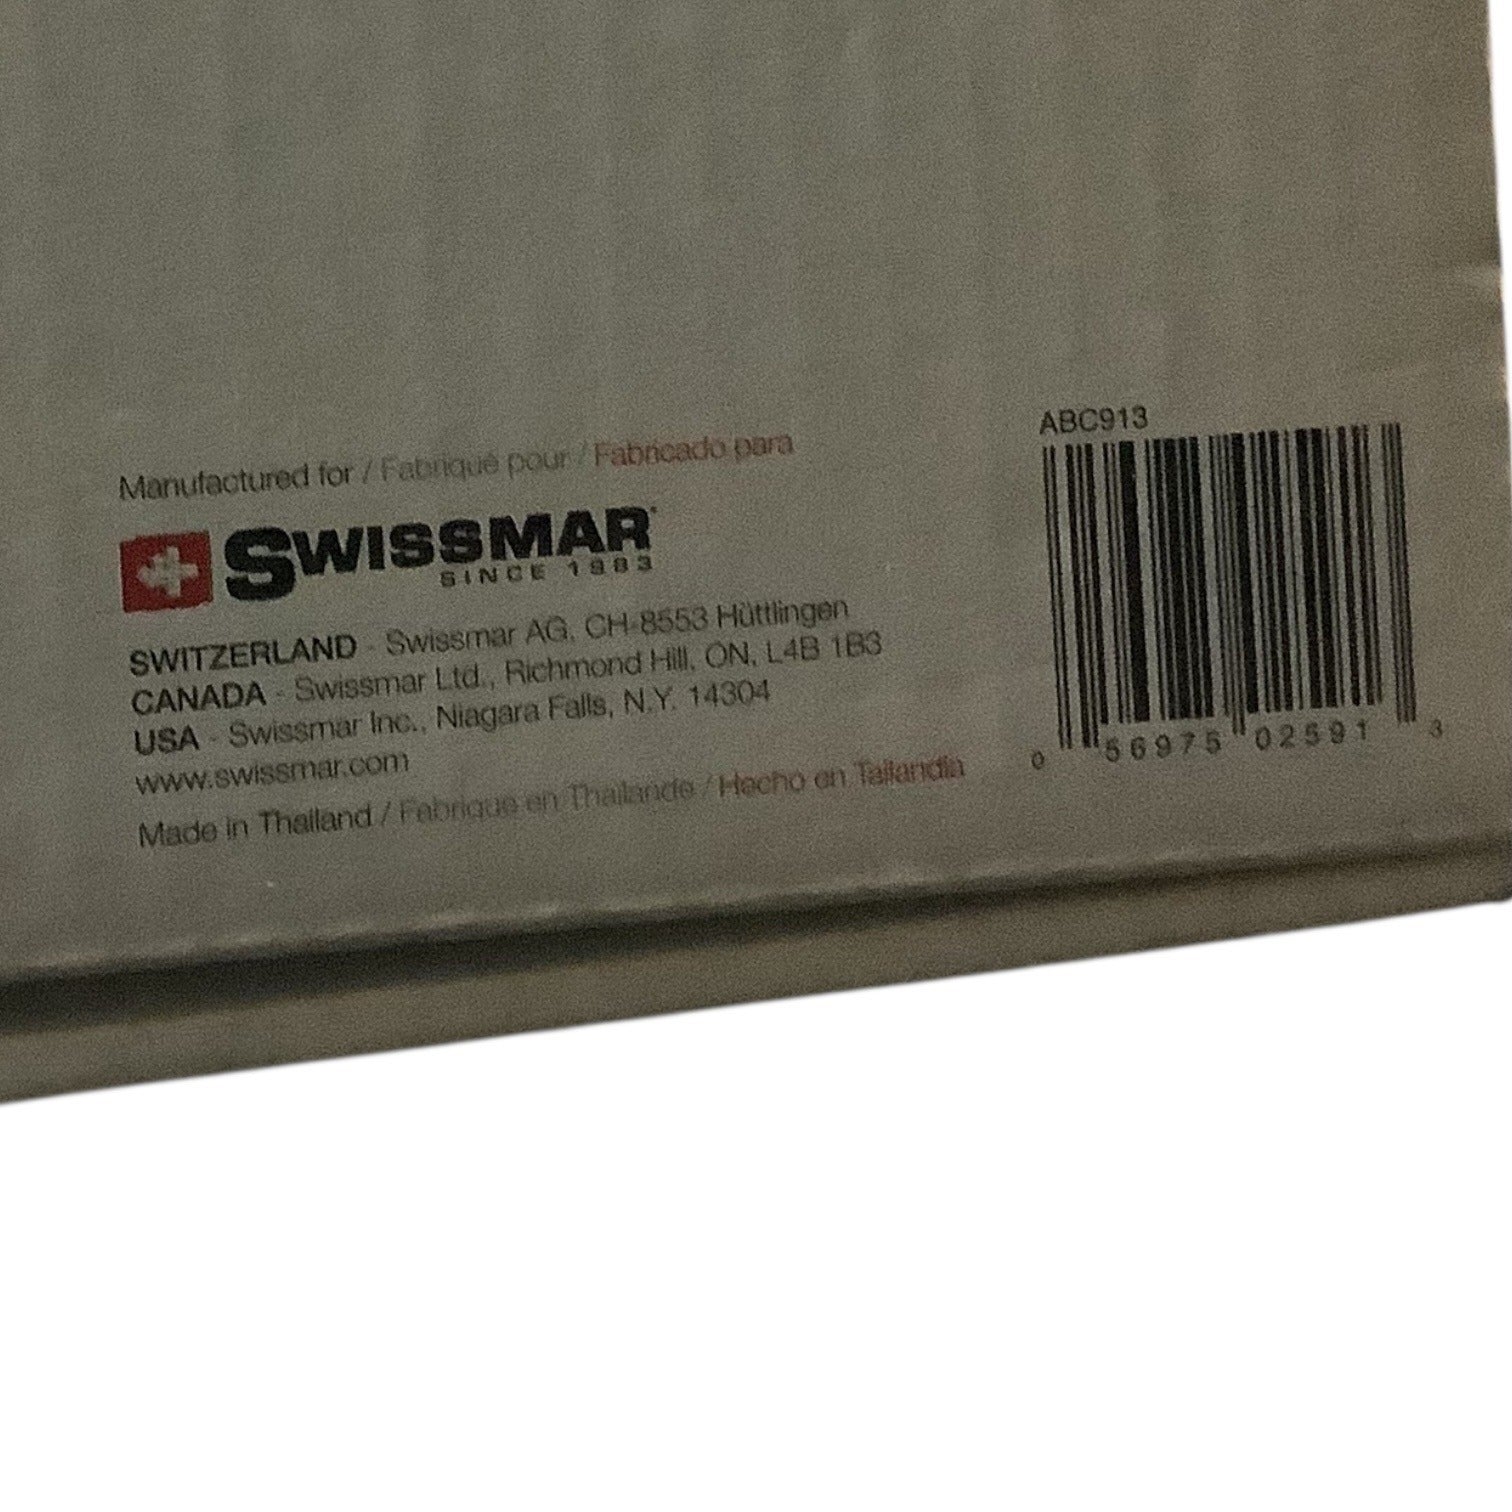 Manufactured for / Fabriqué pour / Fabricado para
SWISSMAR
SINCE 1983
SWITZERLAND - Swissmar AG, CH-8553 Hüttlingen
CANADA - Swissmar Ltd., Richmond Hill, ON, L4B 1B3
USA - Swissmar Inc., Niagara Falls, N.Y. 14304
www.swissmar.com
Made in Thailand / Fabrique en Thailande / Hecho en Tailandia
ABC913
0 56975 02591 3